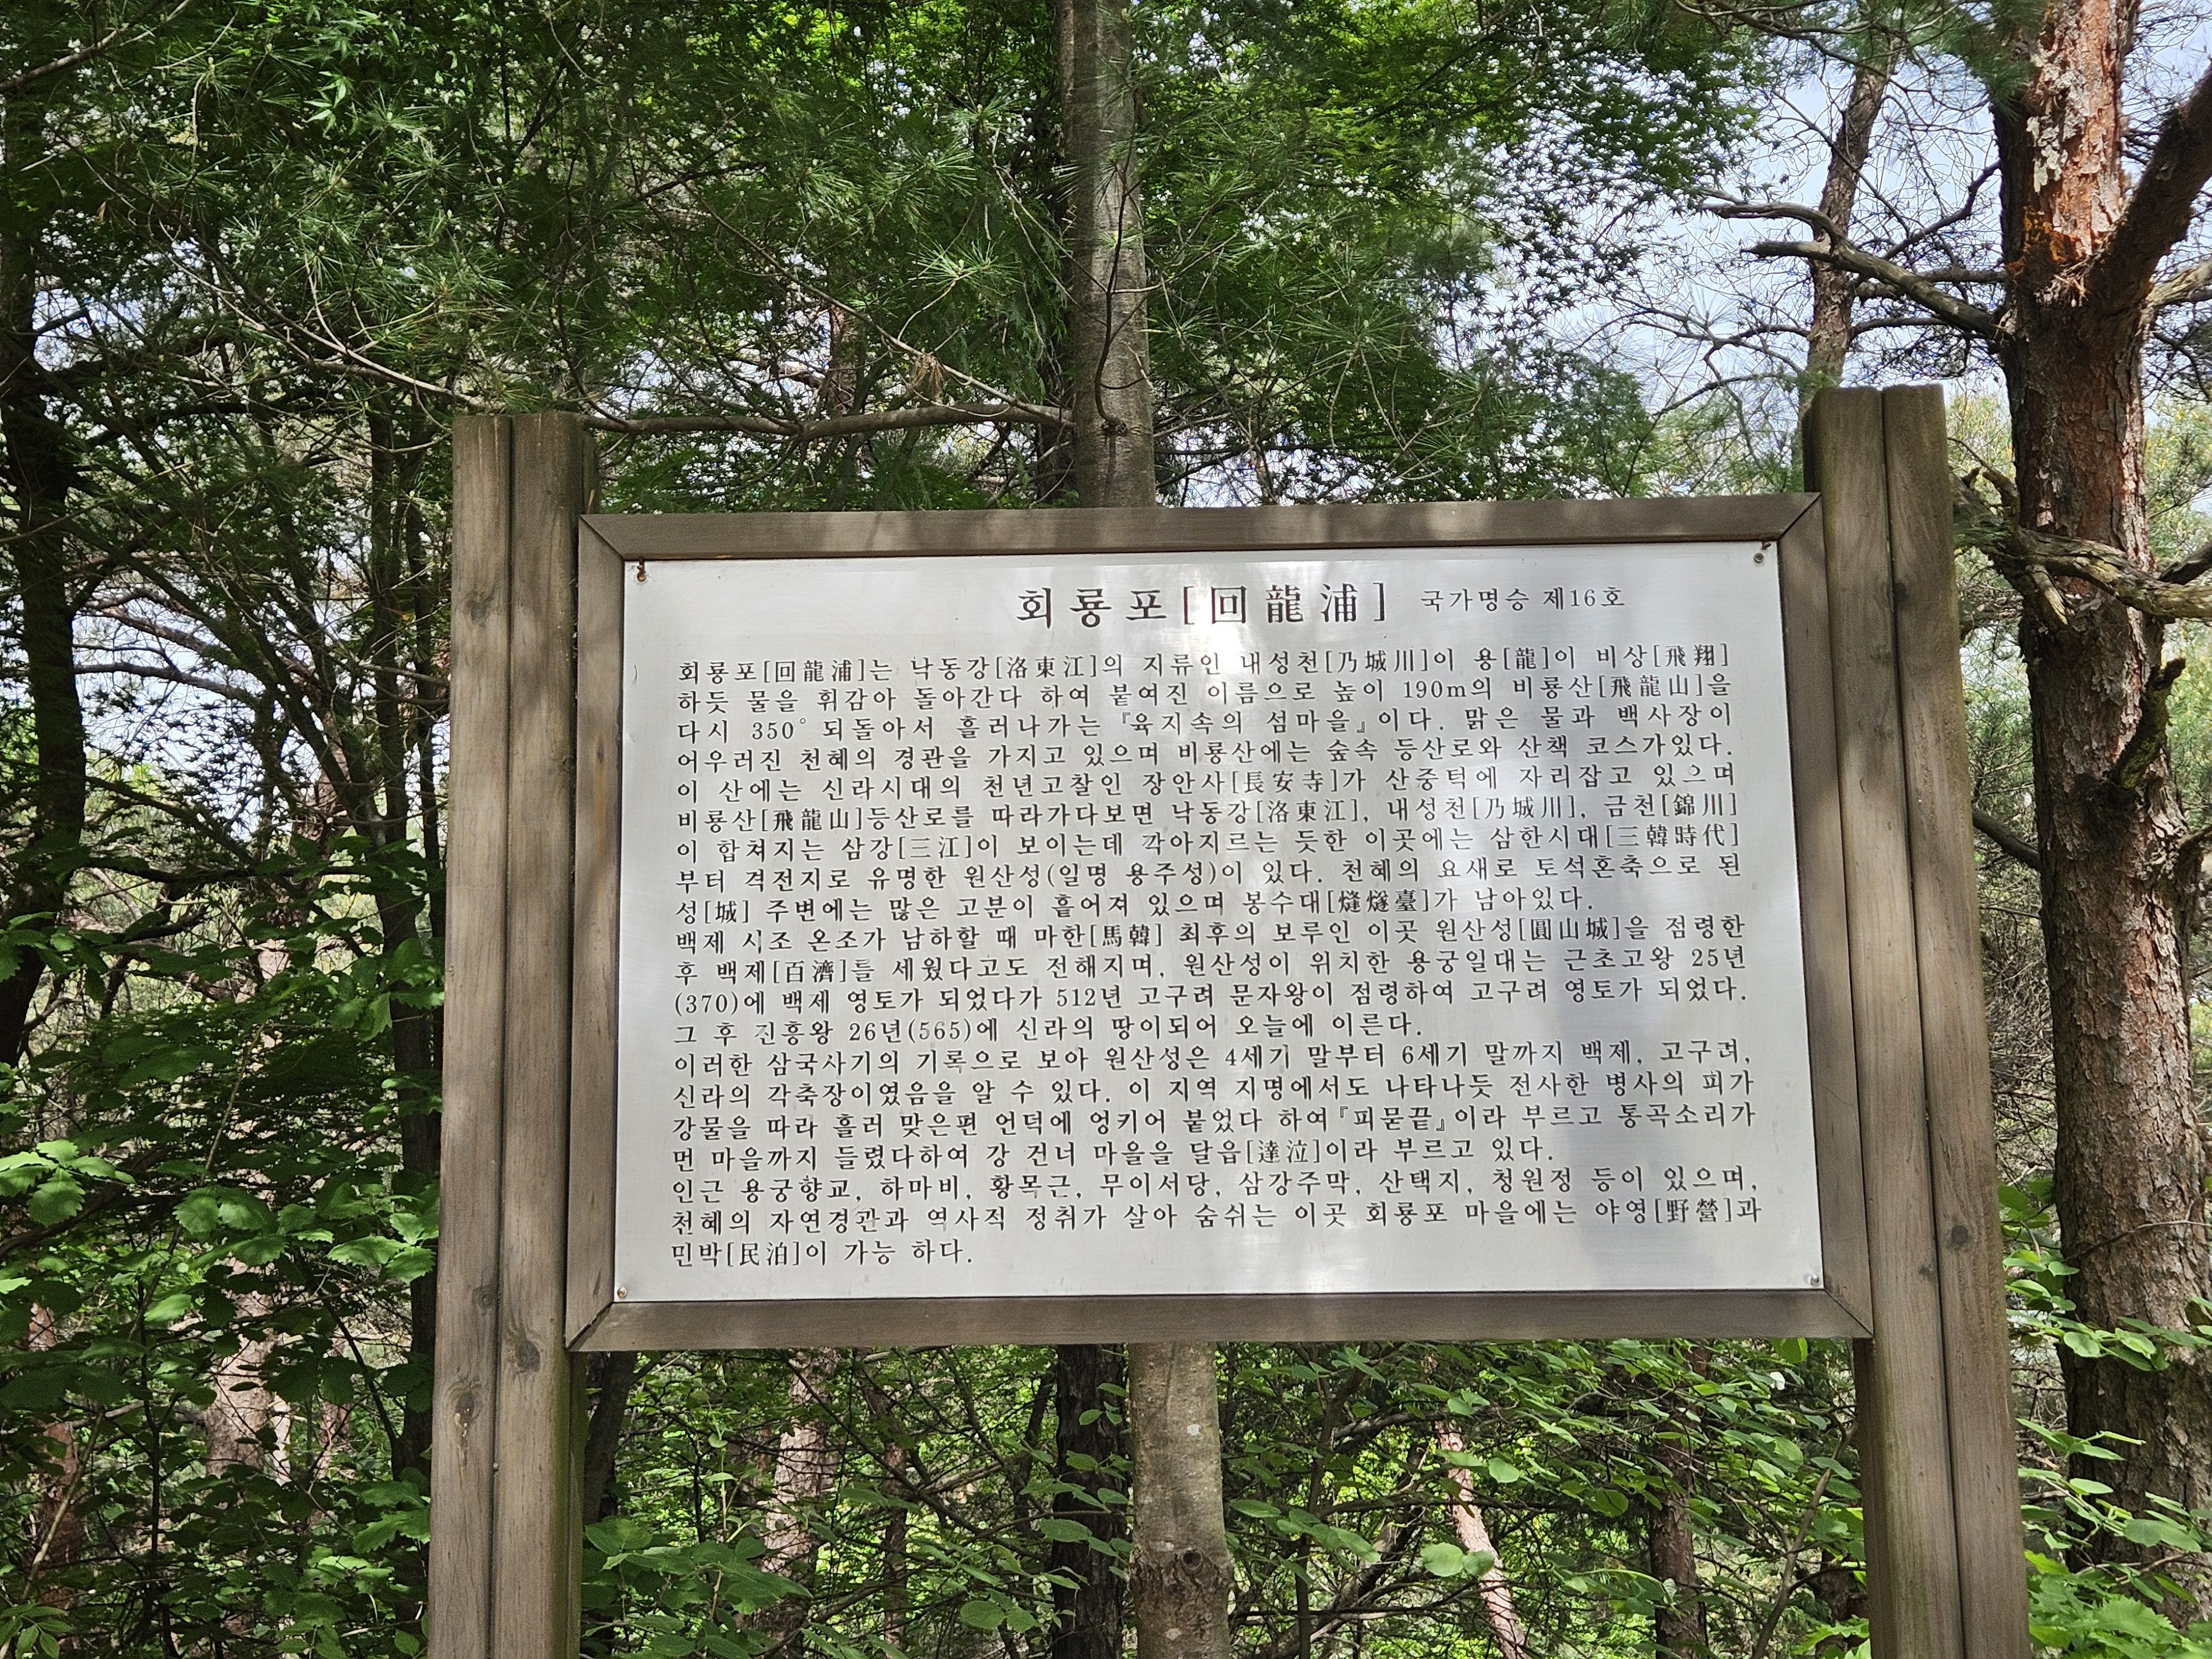 회룡포[回龍浦] 국가명승 제16호
회룡포[回龍浦]는 낙동강[洛東江]의 지류인 내성천[乃城川]이 용[龍]이 비상[飛翔]
하듯 물을 휘감아 돌아간다 하여 붙여진 이름으로 높이 190m의 비룡산[飛龍山]을
다시 350° 되돌아서 흘러나가는 『육지속의 섬마을』이다. 맑은 물과 백사장이
어우러진 천혜의 경관을 가지고 있으며 비룡산에는 숲속 등산로와 산책 코스가있다.
이 산에는 신라시대의 천년고찰인 장안사[長安寺]가 산중턱에 자리잡고 있으며
비룡산[飛龍山]등산로를 따라가다보면 낙동강[洛東江], 내성천[乃城川], 금천[錦川]
이 합쳐지는 삼강[三江]이 보이는데 깍아지르는 듯한 이곳에는 삼한시대[三韓時代]
부터 격전지로 유명한 원산성(일명 용주성)이 있다. 천혜의 요새로 토석혼축으로 된
성[城] 주변에는 많은 고분이 흩어져 있으며 봉수대[熢燧臺]가 남아있다.
백제 시조 온조가 남하할 때 마한[馬韓] 최후의 보루인 이곳 원산성[圓山城]을 점령한
후 백제[百濟]를 세웠다고도 전해지며, 원산성이 위치한 용궁일대는 근초고왕 25년
(370)에 백제 영토가 되었다가 512년 고구려 문자왕이 점령하여 고구려 영토가 되었다.
그 후 진흥왕 26년(565)에 신라의 땅이되어 오늘에 이른다.
이러한 삼국사기의 기록으로 보아 원산성은 4세기 말부터 6세기 말까지 백제, 고구려,
신라의 각축장이였음을 알 수 있다. 이 지역 지명에서도 나타나듯 전사한 병사의 피가
강물을 따라 흘러 맞은편 언덕에 엉키어 붙었다 하여『피묻끝』이라 부르고 통곡소리가
먼 마을까지 들렸다하여 강 건너 마을을 달읍[達泣]이라 부르고 있다.
인근 용궁향교, 하마비, 황목근, 무이서당, 삼강주막, 산택지, 청원정 등이 있으며,
천혜의 자연경관과 역사적 정취가 살아 숨쉬는 이곳 회룡포 마을에는 야영[野營]과
민박[民泊]이 가능 하다.